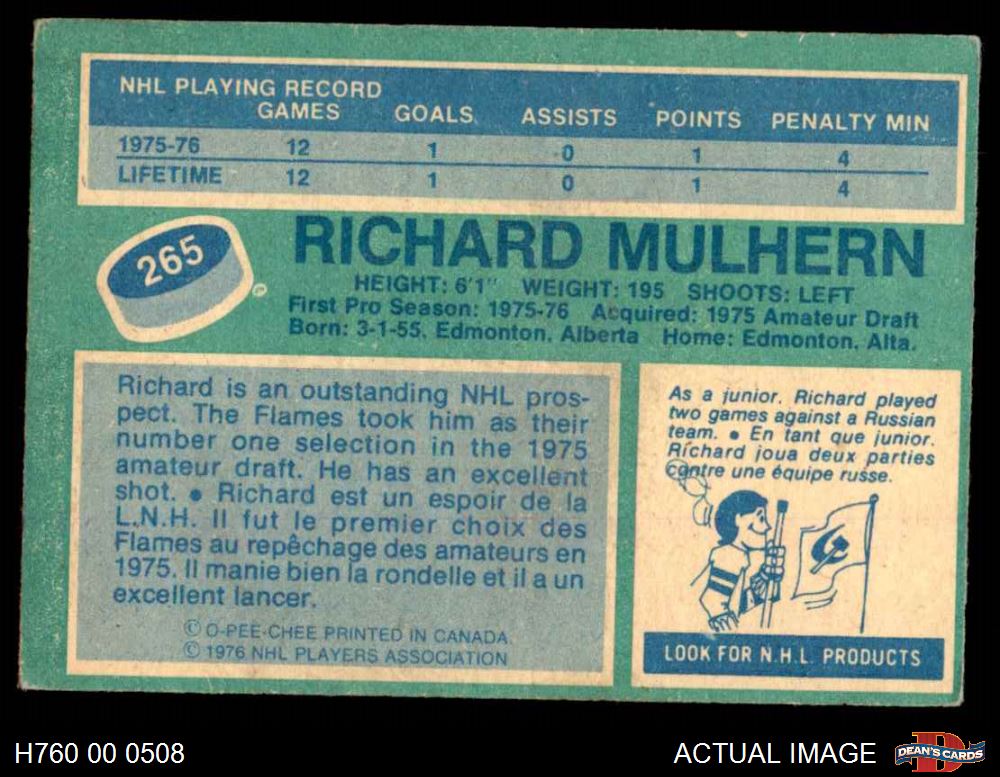 NHL PLAYING RECORD
GAMES GOALS ASSISTS POINTS PENALTY MIN
1975-76 12 1 0 1 4
LIFETIME 12 1 0 1 4
265
RICHARD MULHERN
HEIGHT: 6'1" WEIGHT: 195 SHOOTS: LEFT
First Pro Season: 1975-76 Acquired: 1975 Amateur Draft
Born: 3-1-55. Edmonton, Alberta Home: Edmonton, Alta.
Richard is an outstanding NHL pros-
pect. The Flames took him as their
number one selection in the 1975
amateur draft. He has an excellent
shot. ● Richard est un espoir de la
L.N.H. Il fut le premier choix des
Flames au repêchage des amateurs en
1975. Il manie bien la rondelle et il a un
excellent lancer.
© O-PEE-CHEE PRINTED IN CANADA
© 1976 NHL PLAYERS ASSOCIATION
As a junior, Richard played
two games against a Russian
team. ● En tant que junior.
Richard joua deux parties
contre une équipe russe.
LOOK FOR N.H.L. PRODUCTS
H760 00 0508
ACTUAL IMAGE
DEAN'S CARDS